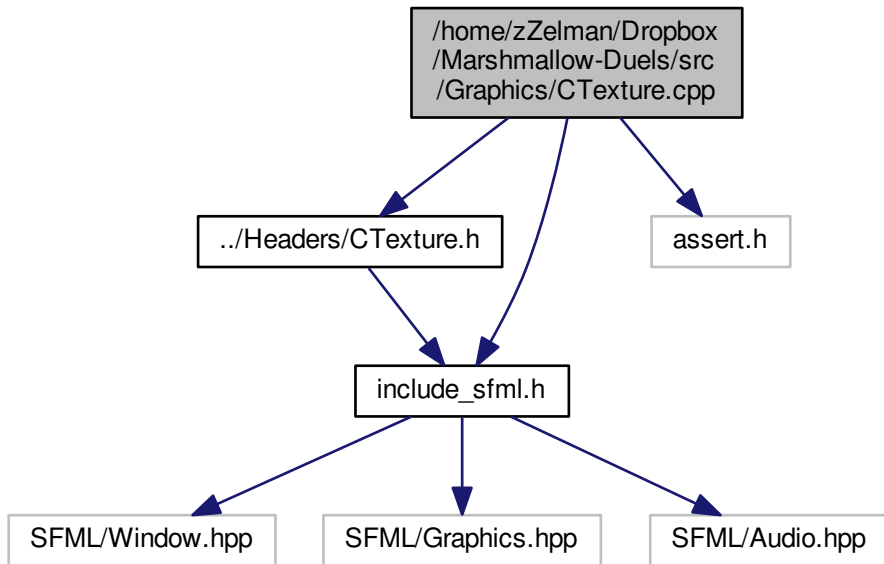 /home/zZelman/Dropbox
/Marshmallow-Duels/src
/Graphics/CTexture.cpp
../Headers/CTexture.h
assert.h
include_sfml.h
SFML/Window.hpp
SFML/Graphics.hpp
SFML/Audio.hpp